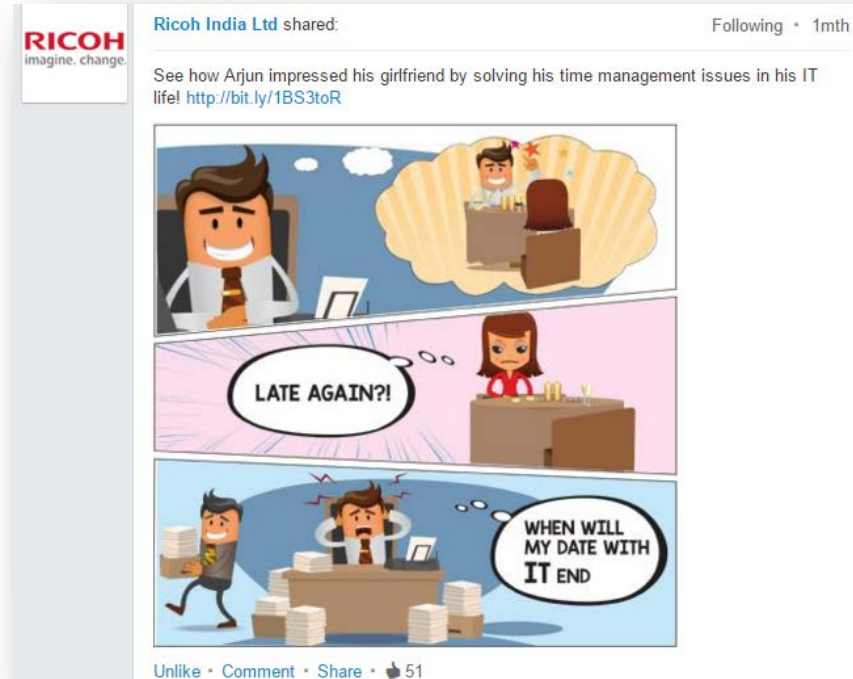 RICOH
imagine. change.
Ricoh India Ltd shared:
Following · 1mth
See how Arjun impressed his girlfriend by solving his time management issues in his IT
life! http://bit.ly/1BS3toR
LATE AGAIN?!
WHEN WILL
MY DATE WITH
IT END
Unlike · Comment · Share · 51